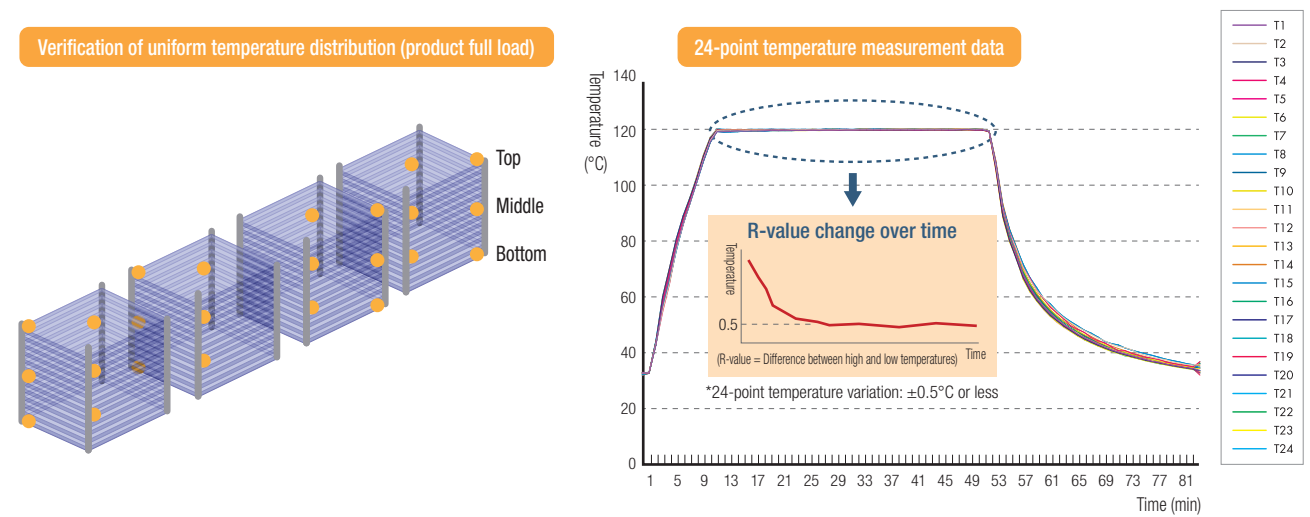 Verification of uniform temperature distribution (product full load)
Top
Middle
Bottom
24-point temperature measurement data
Temperature
(°C)
140
120
100
80
60
40
20
0
R-value change over time
Temperature
0.5
Time
(R-value = Difference between high and low temperatures)
*24-point temperature variation: ±0.5°C or less
1 5 9 13 17 21 25 29 33 37 41 45 49 53 57 61 65 69 73 77 81
Time (min)
T1
T2
T3
T4
T5
T6
T7
T8
T9
T10
T11
T12
T13
T14
T15
T16
T17
T18
T19
T20
T21
T22
T23
T24